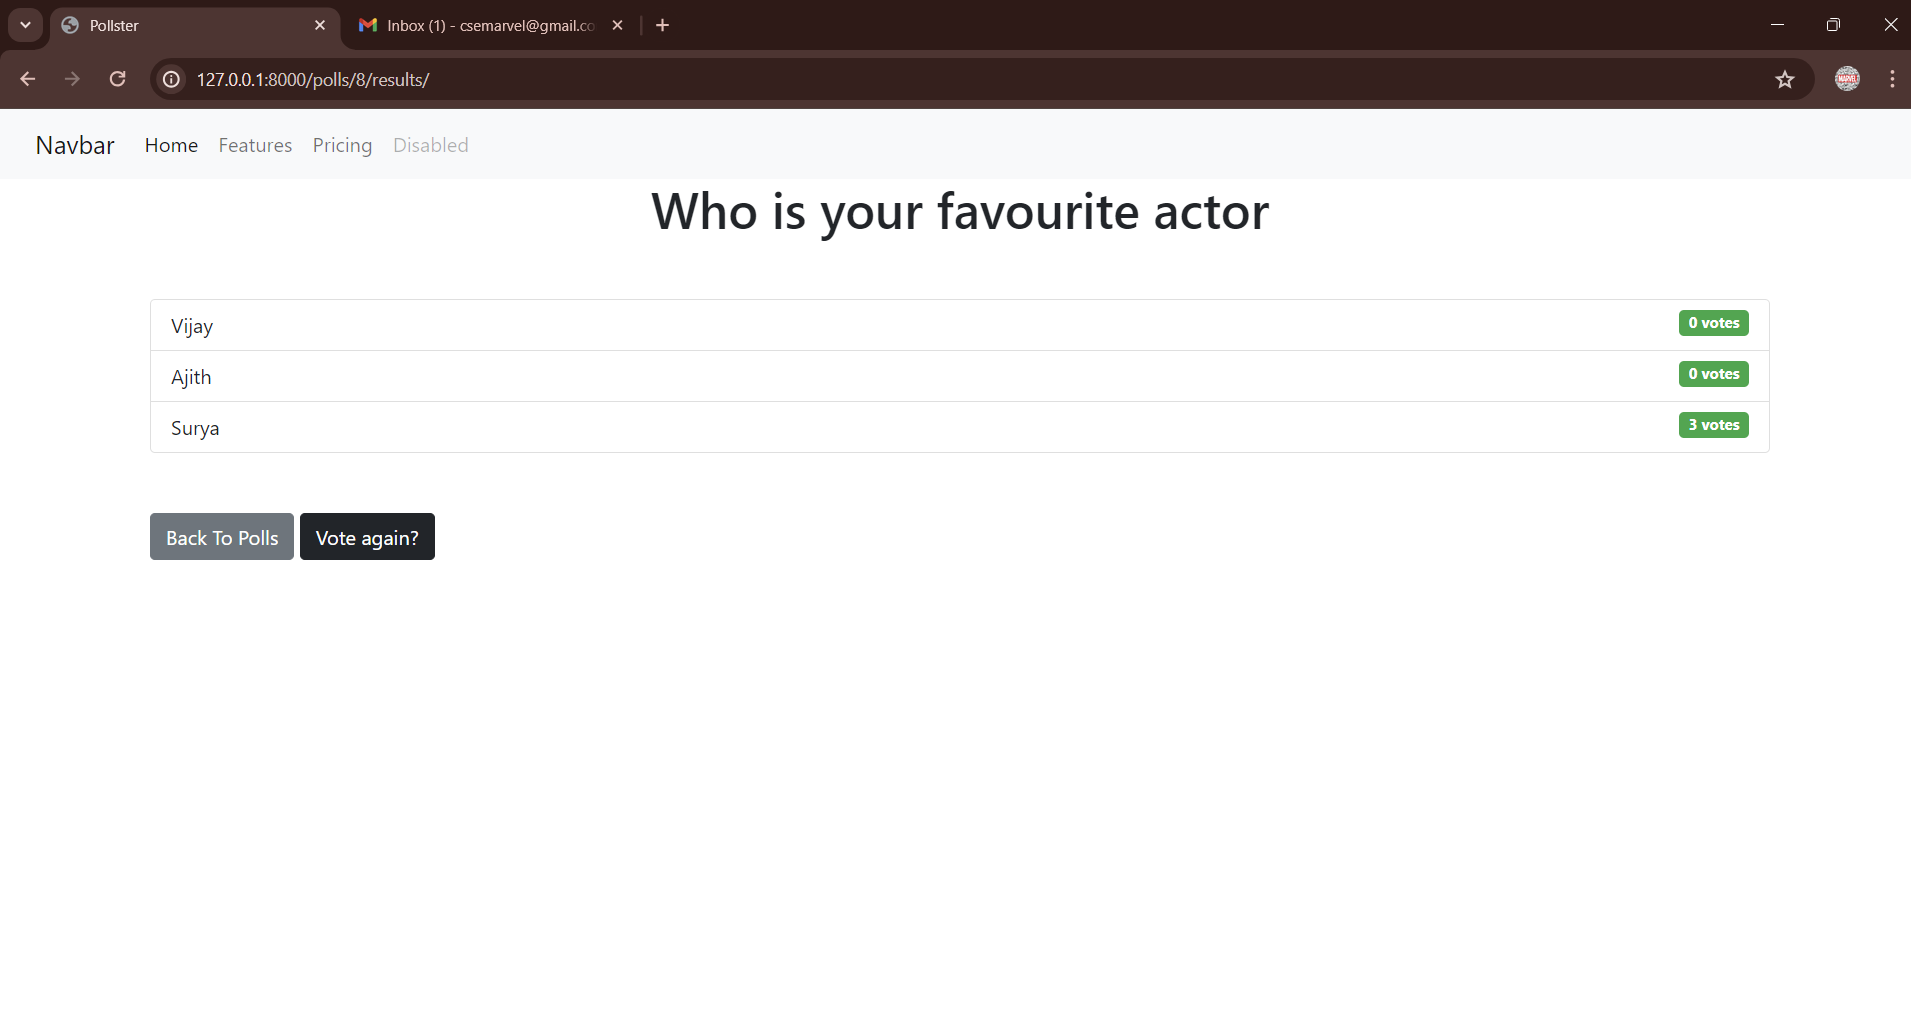 Pollster
Inbox (1) - csemarvel@gmail.co
127.0.0.1:8000/polls/8/results/
Navbar Home Features Pricing Disabled
Who is your favourite actor
Vijay 0 votes
Ajith 0 votes
Surya 3 votes
Back To Polls Vote again?